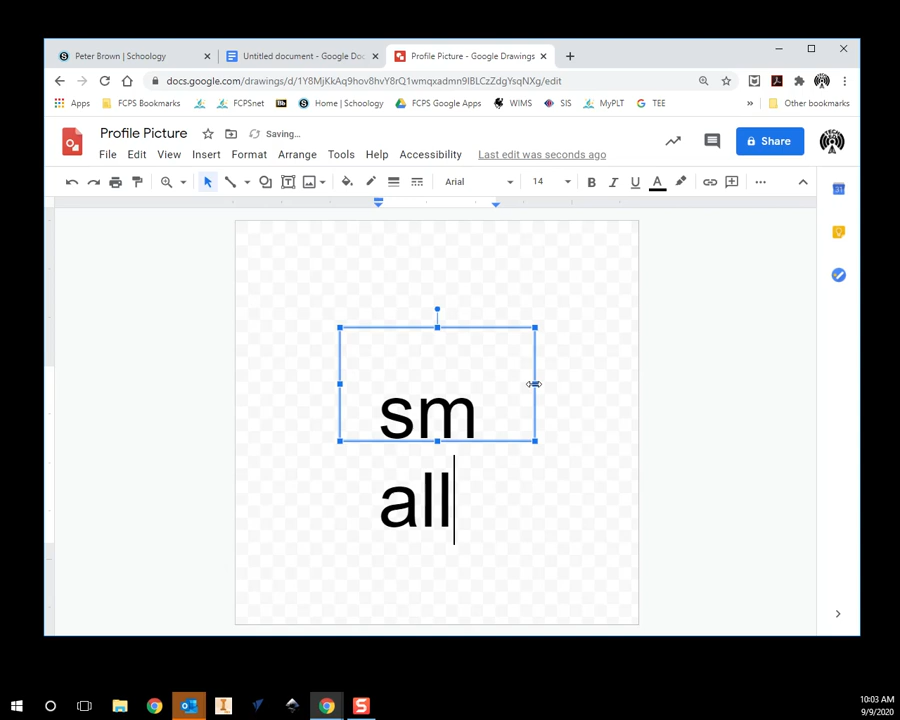 Peter Brown | Schoology
Untitled document - Google Doc
Profile Picture - Google Drawings
docs.google.com/drawings/d/1Y8MjKkAq9hov8hvY8rQ1wmqxadmn9IBLCzZdgYsqNXg/edit
Apps
FCPS Bookmarks
FCPSnet
Home | Schoology
FCPS Google Apps
WIMS
SIS
MyPLT
TEE
»
Other bookmarks
Profile Picture
Saving...
Share
File Edit View Insert Format Arrange Tools Help Accessibility
Last edit was seconds ago
Arial
14
B I U A
31
sm
all
10:03 AM
9/9/2020